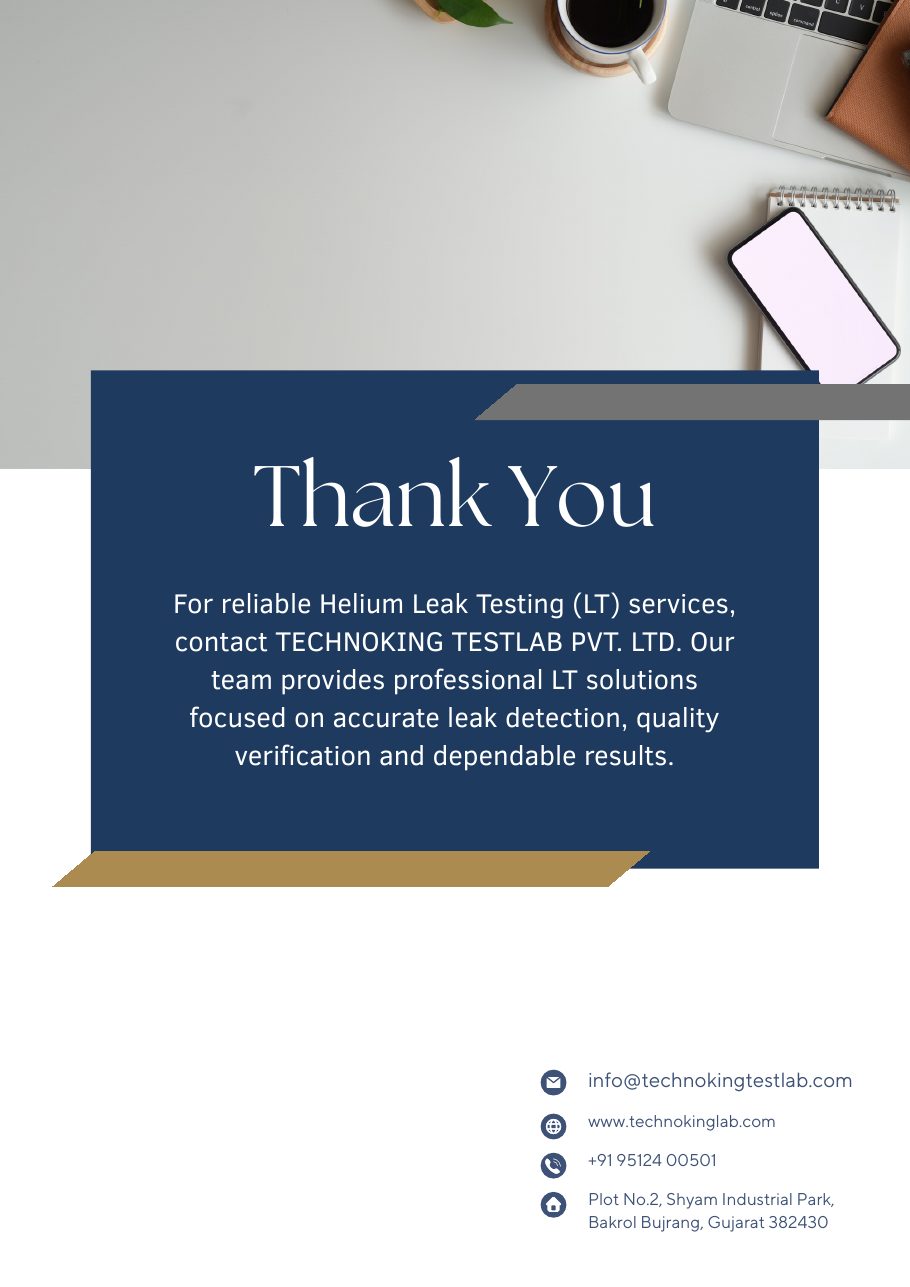 Thank You
For reliable Helium Leak Testing (LT) services,
contact TECHNOKING TESTLAB PVT. LTD. Our
team provides professional LT solutions
focused on accurate leak detection, quality
verification and dependable results.
info@technokingtestlab.com
www.technokinglab.com
+91 95124 00501
Plot No.2, Shyam Industrial Park,
Bakrol Bujrang, Gujarat 382430